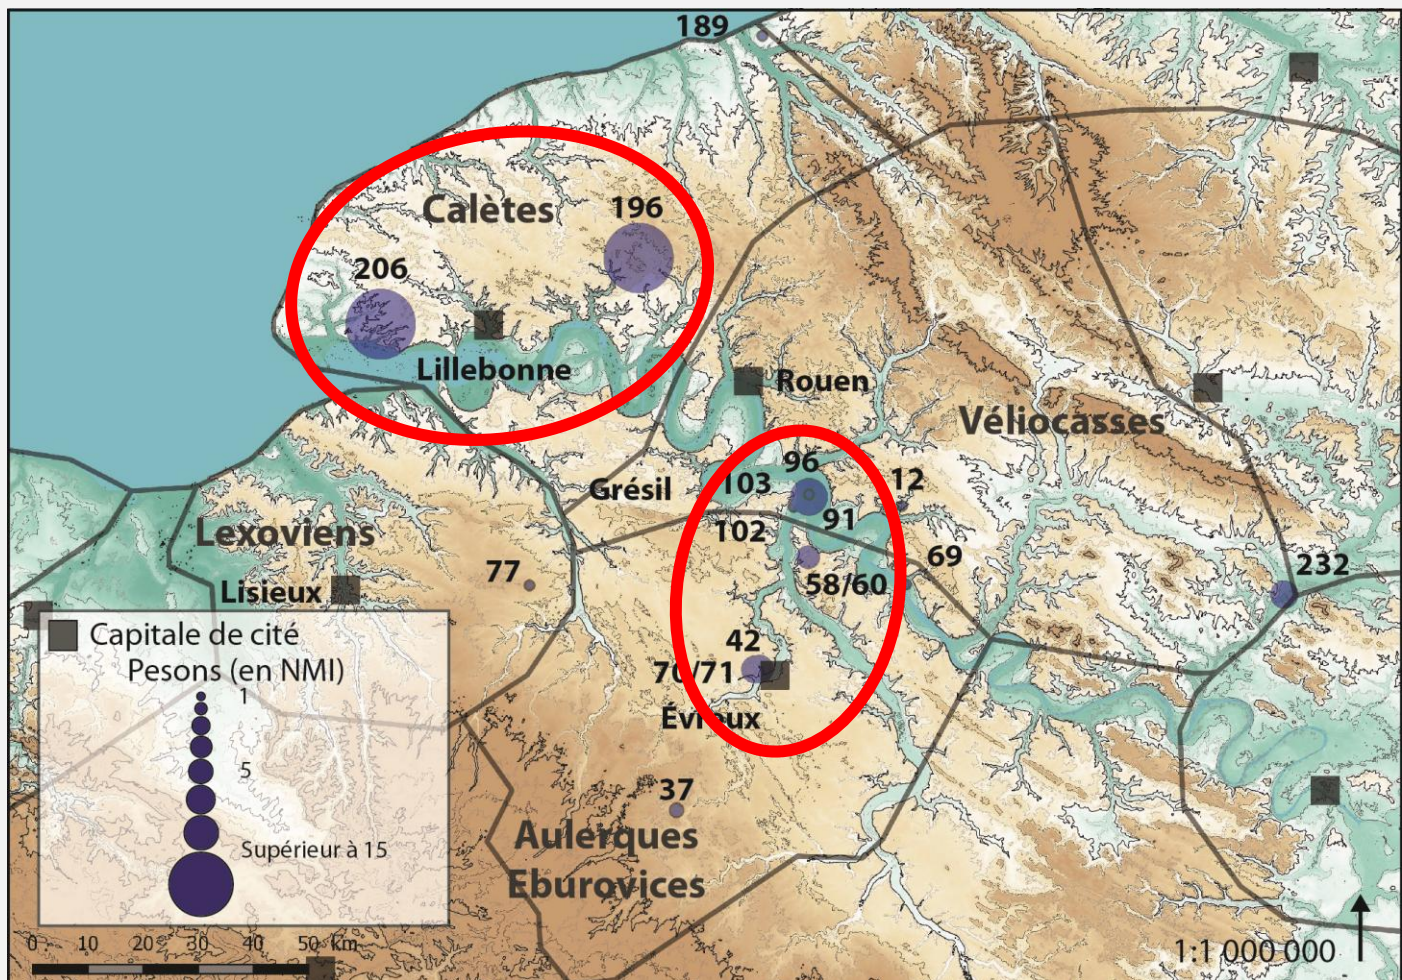 189
Calètes
196
206
Lillebonne
Rouen
Véliocasses
96
Grésil
103
12
102
91
Lexoviens
77
69
58/60
232
Lisieux
42
70/71
Évreux
37
Aulerques
Eburovices
Capitale de cité
Pesons (en NMI)
1
5
Supérieur à 15
0 10 20 30 40 50 km
1:1 000 000